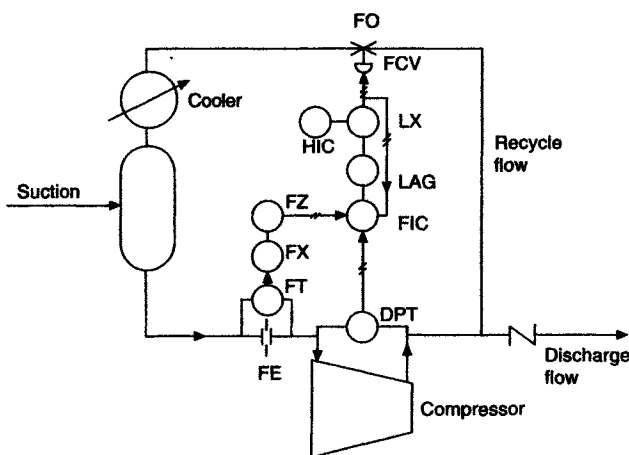 FO
FCV
Cooler
LX
HIC
Recycle
flow
LAG
Suction
FZ
FIC
FX
FT
DPT
FE
Discharge
flow
Compressor